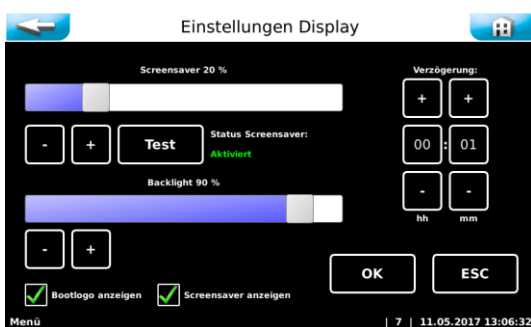 Einstellungen Display
Screensaver 20 %
Verzögerung:
+ +
- + Test
Status Screensaver:
Aktiviert
00 : 01
Backlight 90 %
- -
hh mm
- +
OK ESC
Bootlogo anzeigen Screensaver anzeigen
Menü | 7 | 11.05.2017 13:06:32